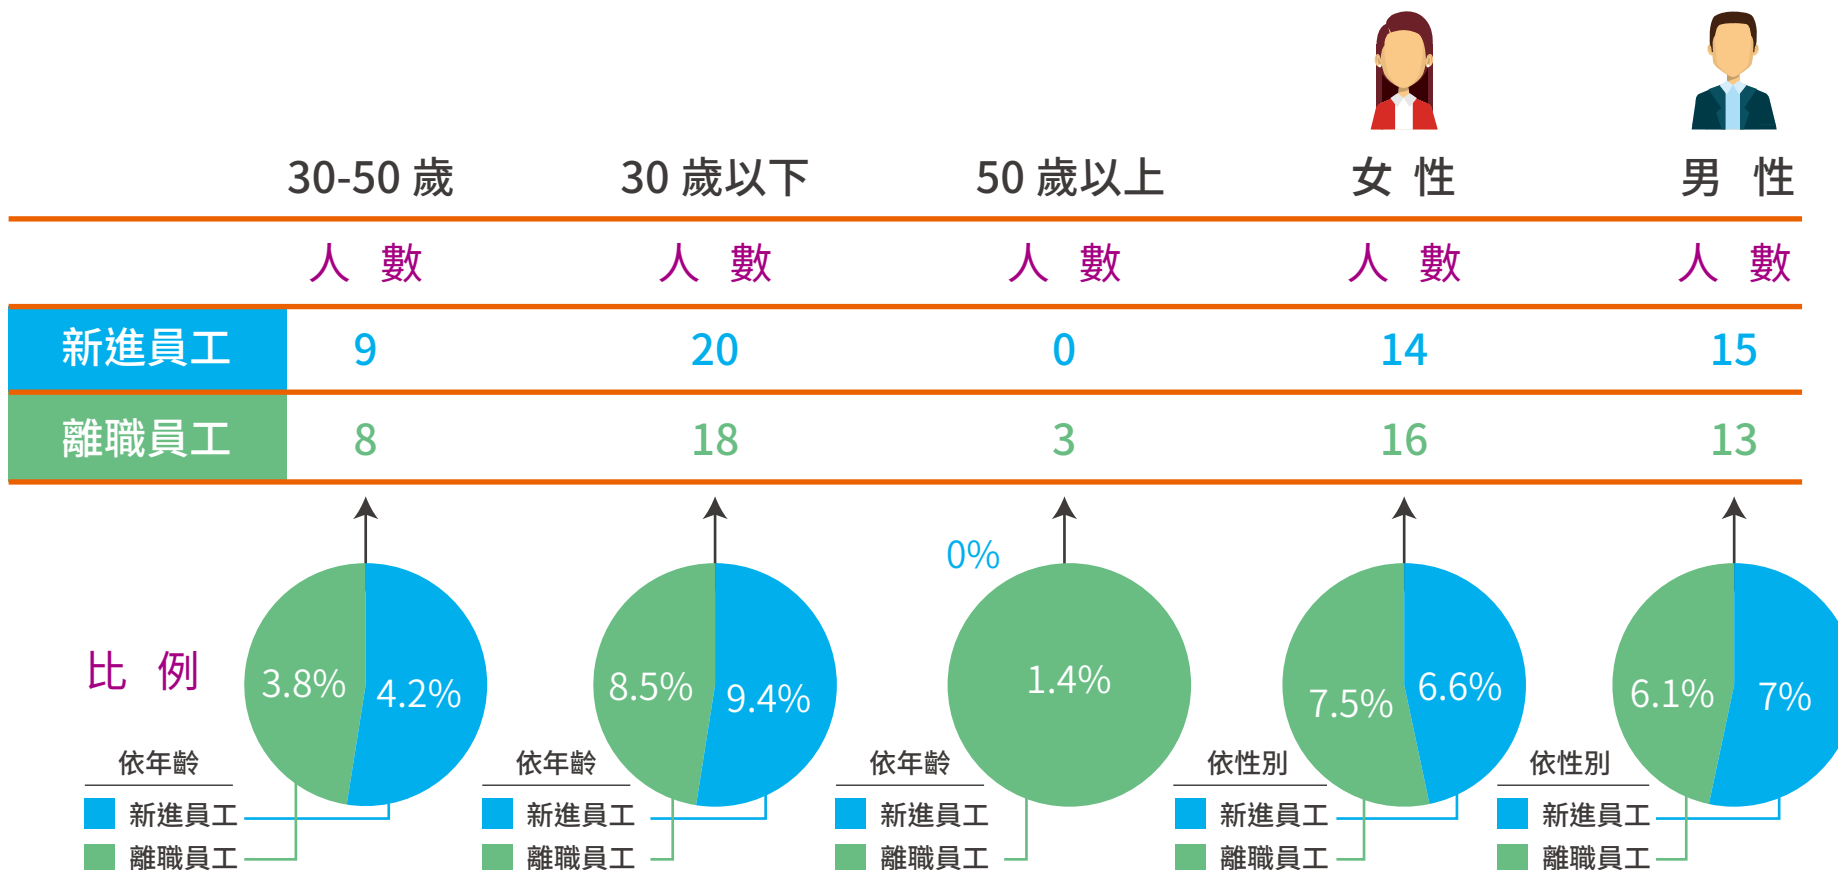 30-50 歲 30 歲以下 50 歲以上 女 性 男 性
人 數 人 數 人 數 人 數 人 數
新進員工 9 20 0 14 15
離職員工 8 18 3 16 13
0%
比 例 3.8% 4.2% 8.5% 9.4% 1.4% 7.5% 6.6% 6.1% 7%
依年齡 依年齡 依年齡 依性別 依性別
新進員工 新進員工 新進員工 新進員工 新進員工
離職員工 離職員工 離職員工 離職員工 離職員工